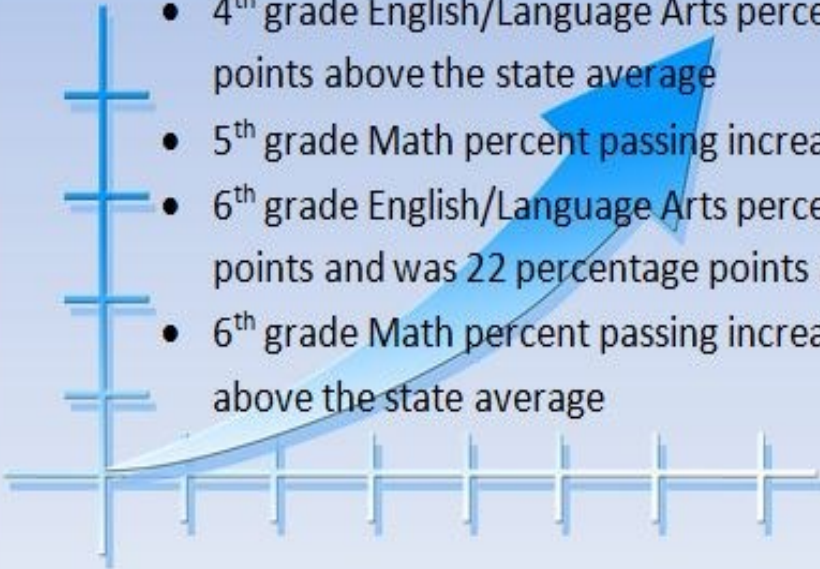 • 4th grade English/Language Arts perce
points above the state average
• 5th grade Math percent passing increa
• 6th grade English/Language Arts perce
points and was 22 percentage points
• 6th grade Math percent passing increa
above the state average